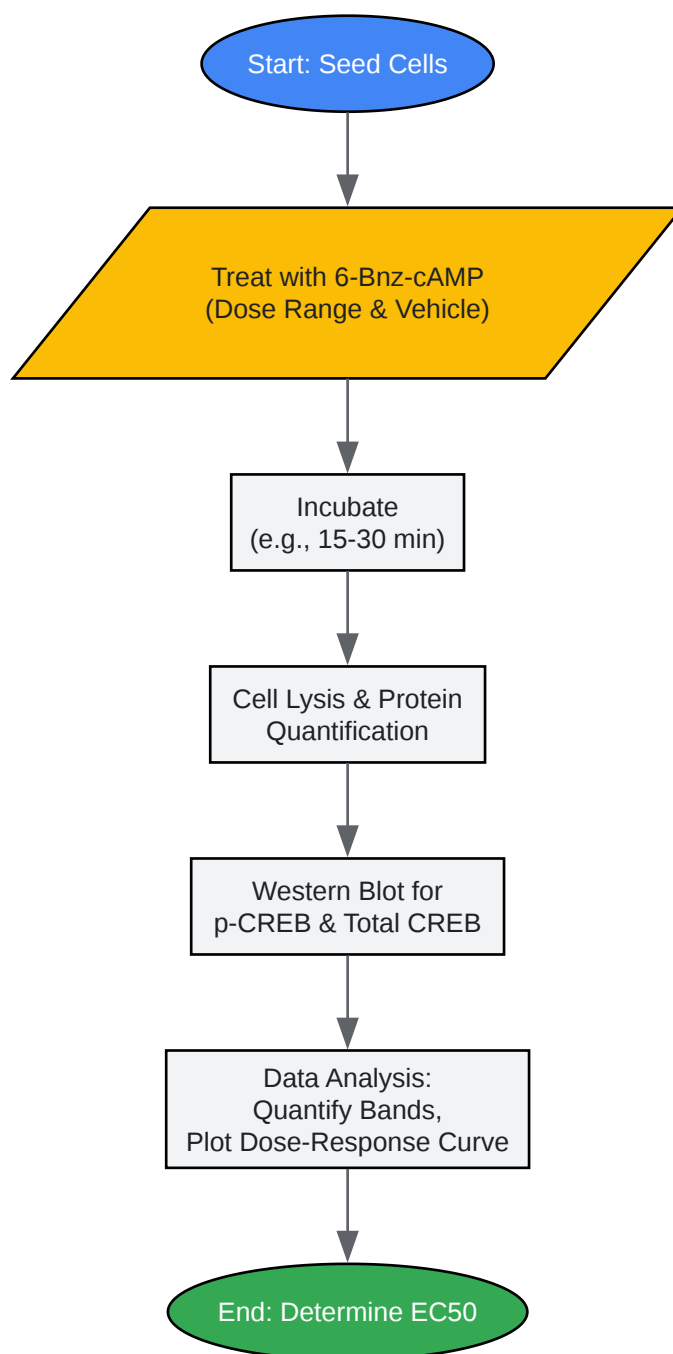 Start: Seed Cells
Treat with 6-Bnz-cAMP
(Dose Range & Vehicle)
Incubate
(e.g., 15-30 min)
Cell Lysis & Protein
Quantification
Western Blot for
p-CREB & Total CREB
Data Analysis:
Quantify Bands,
Plot Dose-Response Curve
End: Determine EC50